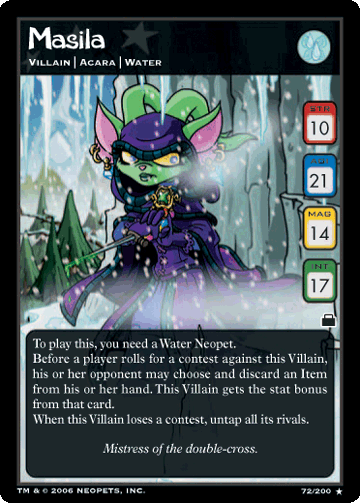 Masila
VILLAIN | ACARA | WATER
STR
10
AGI
21
MAG
14
INT
17
To play this, you need a Water Neopet.
Before a player rolls for a contest against this Villain,
his or her opponent may choose and discard an Item
from his or her hand. This Villain gets the stat bonus
from that card.
When this Villain loses a contest, untap all its rivals.
Mistress of the double-cross.
TM & © 2006 NEOPETS, INC.
72/200 ★